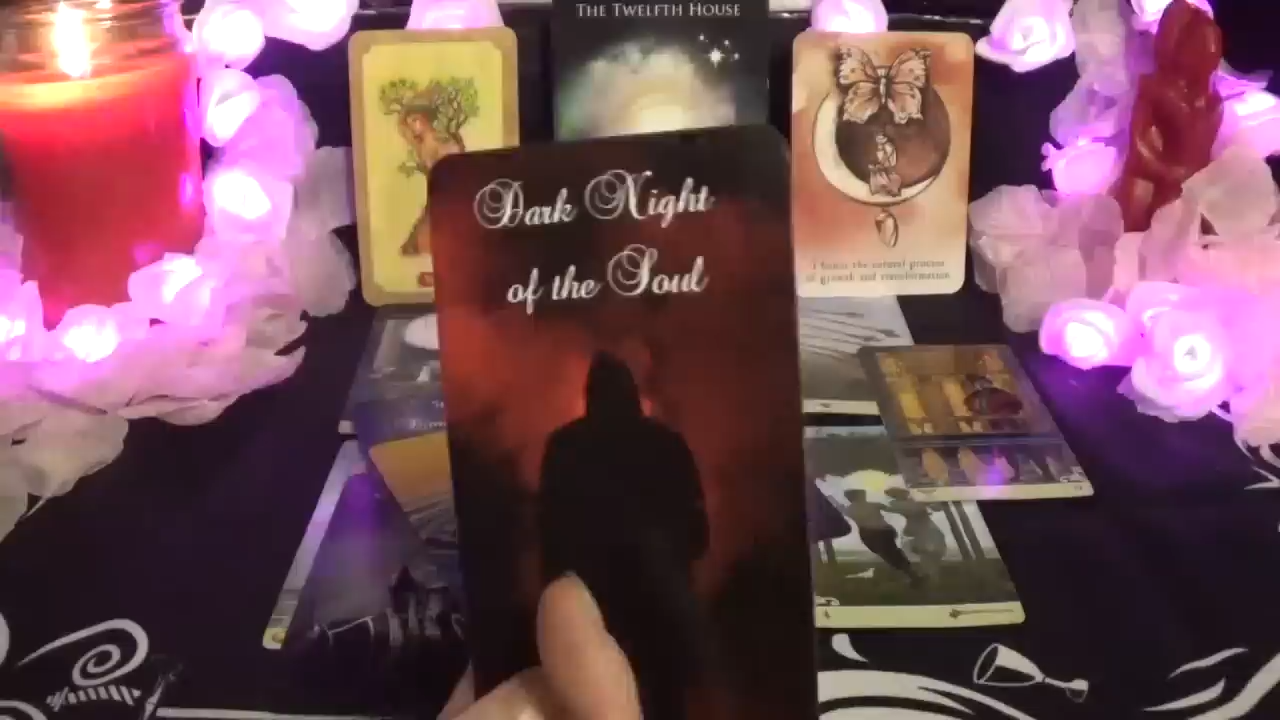 THE TWELFTH HOUSE
Dark Night
of the Soul
I honor the natural process
of growth and transformation